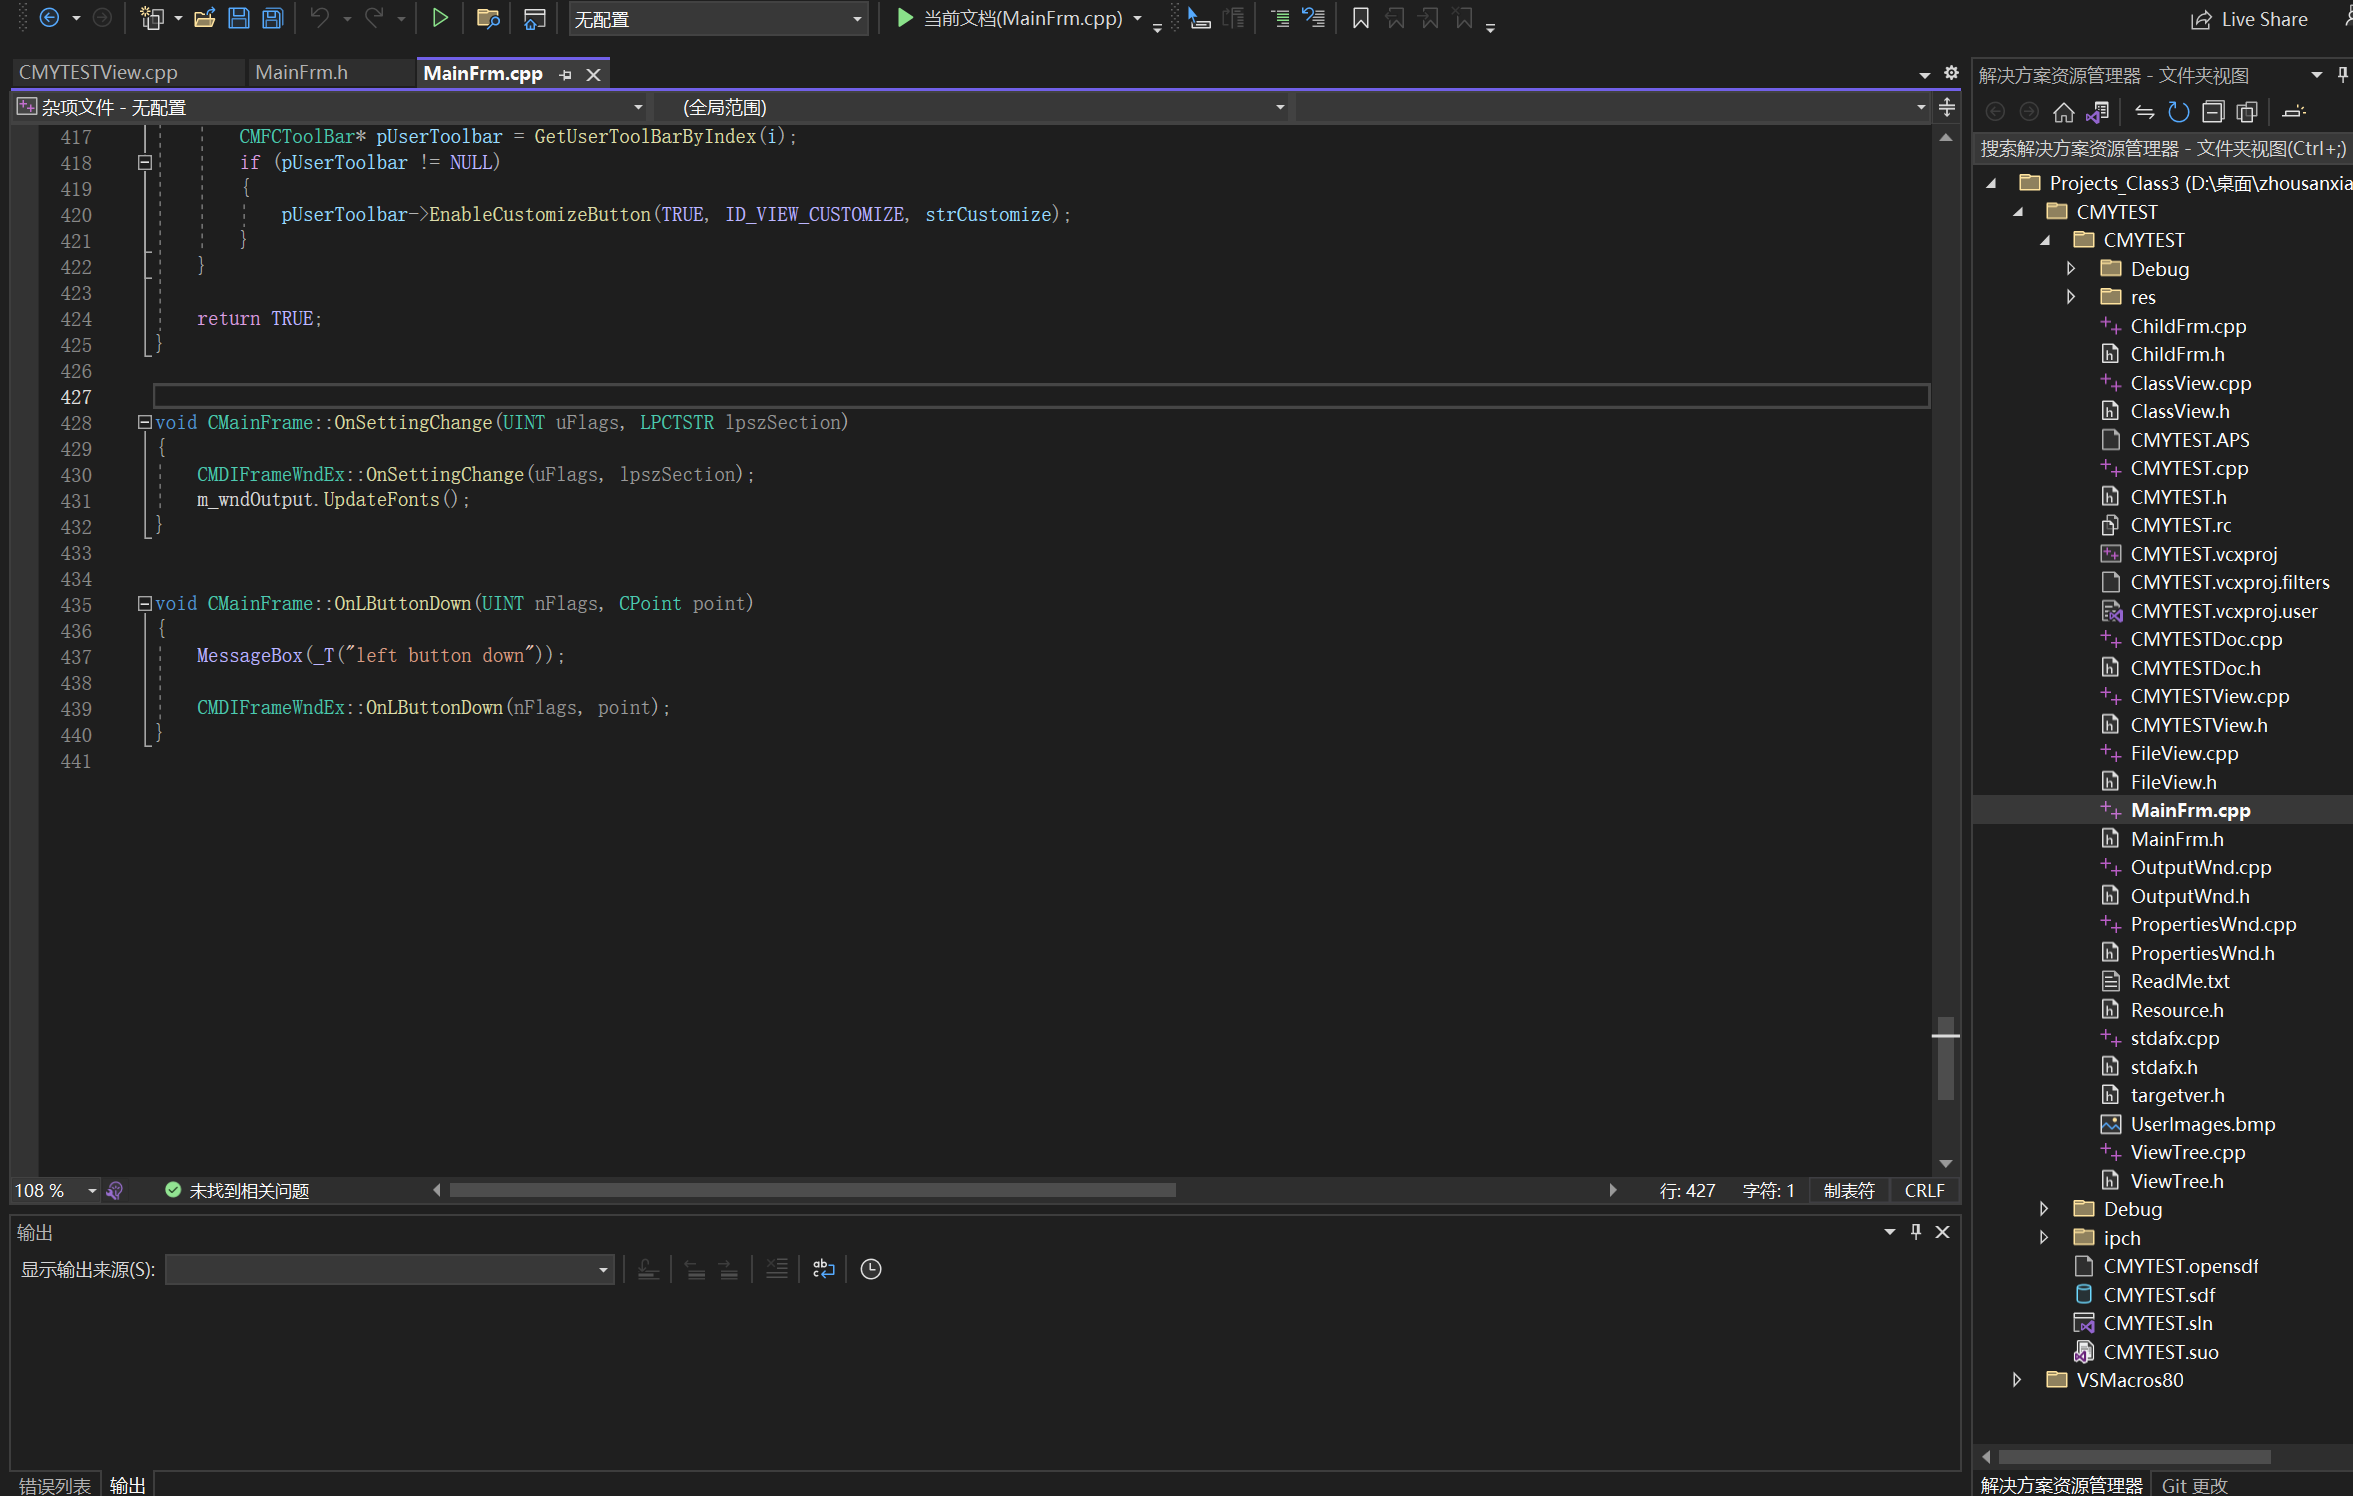 无配置
当前文档(MainFrm.cpp)
Live Share
CMYTESTView.cpp
MainFrm.h
MainFrm.cpp
杂项文件 - 无配置
(全局范围)
417 CMFCToolBar* pUserToolbar = GetUserToolBarByIndex(i);
418 if (pUserToolbar != NULL)
419 {
420 pUserToolbar->EnableCustomizeButton(TRUE, ID_VIEW_CUSTOMIZE, strCustomize);
421 }
422 }
423
424 return TRUE;
425 }
426
427
428 void CMainFrame::OnSettingChange(UINT uFlags, LPCTSTR lpszSection)
429 {
430 CMDIFrameWndEx::OnSettingChange(uFlags, lpszSection);
431 m_wndOutput.UpdateFonts();
432 }
433
434
435 void CMainFrame::OnLButtonDown(UINT nFlags, CPoint point)
436 {
437 MessageBox(_T("left button down"));
438
439 CMDIFrameWndEx::OnLButtonDown(nFlags, point);
440 }
441
108 %
未找到相关问题
行: 427
字符: 1
制表符
CRLF
输出
显示输出来源(S):
错误列表
输出
解决方案资源管理器 - 文件夹视图
搜索解决方案资源管理器 - 文件夹视图(Ctrl+;)
Projects_Class3 (D:\桌面\zhousanxia
CMYTEST
CMYTEST
Debug
res
ChildFrm.cpp
ChildFrm.h
ClassView.cpp
ClassView.h
CMYTEST.APS
CMYTEST.cpp
CMYTEST.h
CMYTEST.rc
CMYTEST.vcxproj
CMYTEST.vcxproj.filters
CMYTEST.vcxproj.user
CMYTESTDoc.cpp
CMYTESTDoc.h
CMYTESTView.cpp
CMYTESTView.h
FileView.cpp
FileView.h
MainFrm.cpp
MainFrm.h
OutputWnd.cpp
OutputWnd.h
PropertiesWnd.cpp
PropertiesWnd.h
ReadMe.txt
Resource.h
stdafx.cpp
stdafx.h
targetver.h
UserImages.bmp
ViewTree.cpp
ViewTree.h
Debug
ipch
CMYTEST.opensdf
CMYTEST.sdf
CMYTEST.sln
CMYTEST.suo
VSMacros80
解决方案资源管理器
Git 更改